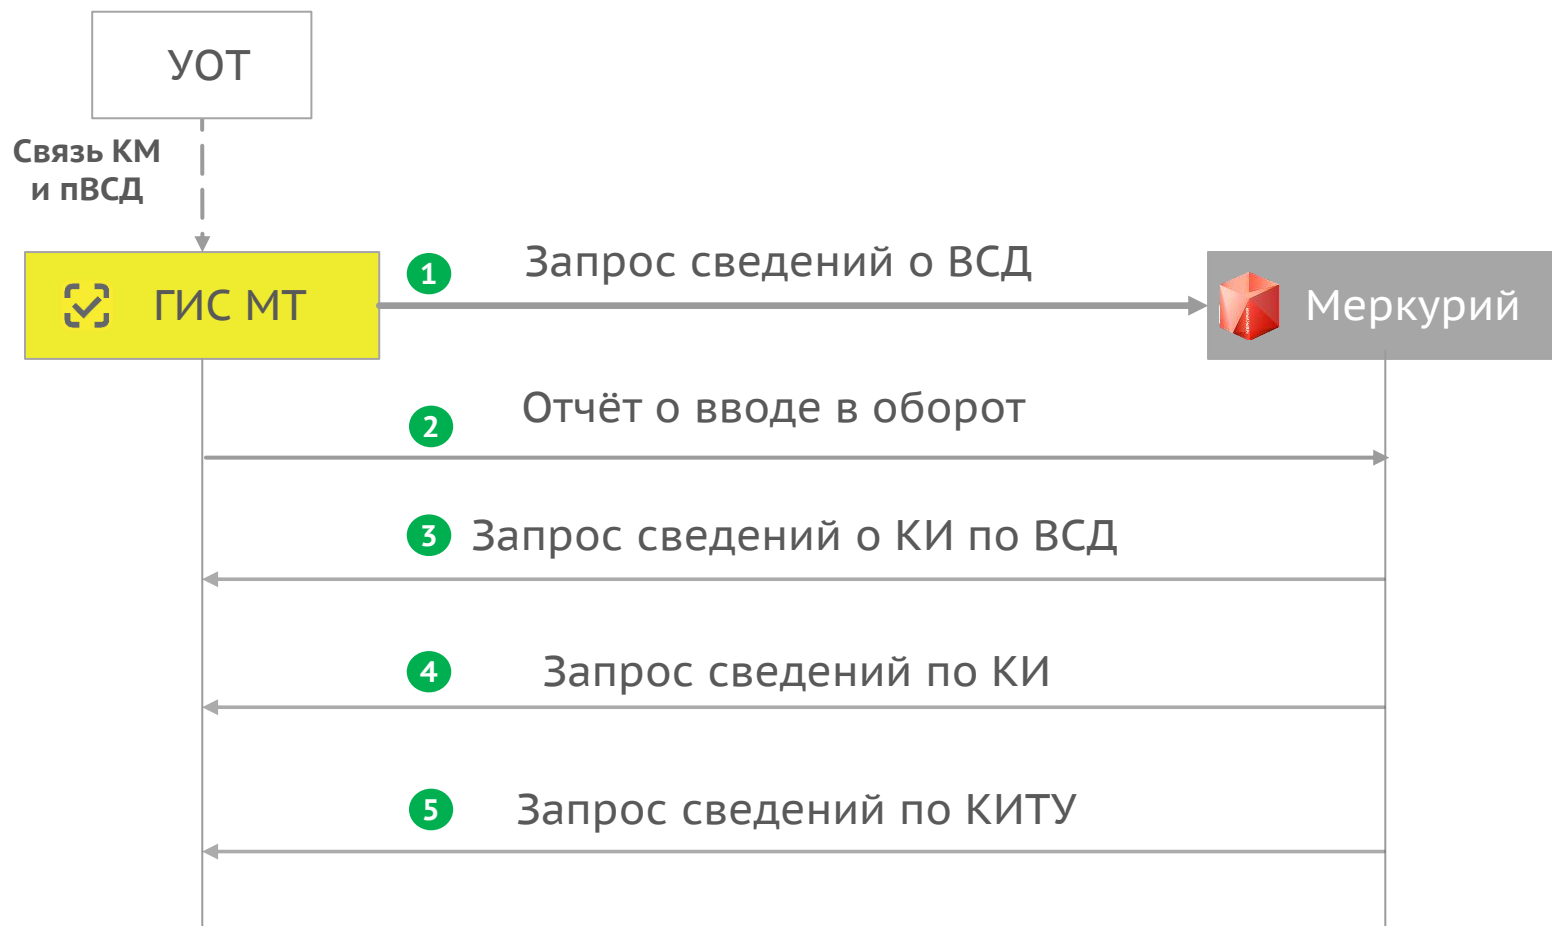 УОТ
Связь КМ
и пВСД
ГИС МТ
1
Запрос сведений о ВСД
Меркурий
2
Отчёт о вводе в оборот
3
Запрос сведений о КИ по ВСД
4
Запрос сведений по КИ
5
Запрос сведений по КИТУ